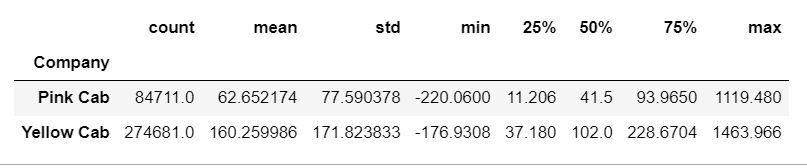 count mean std min 25% 50% 75% max
Company
Pink Cab 84711.0 62.652174 77.590378 -220.0600 11.206 41.5 93.9650 1119.480
Yellow Cab 274681.0 160.259986 171.823833 -176.9308 37.180 102.0 228.6704 1463.966